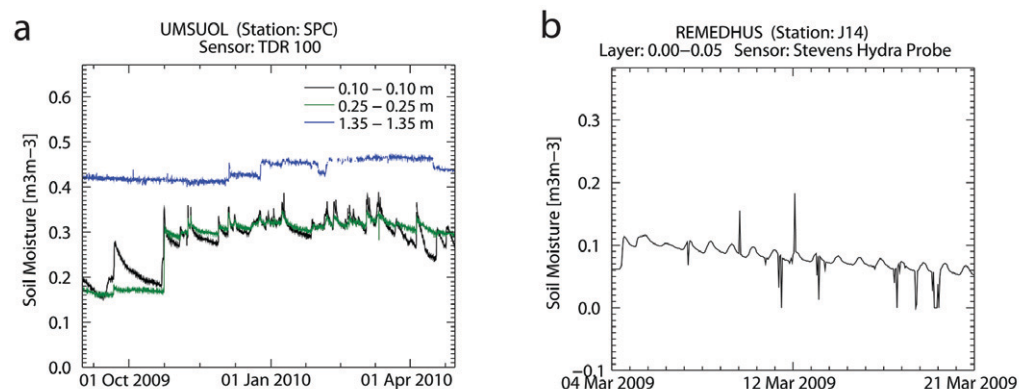 a
UMSUOL (Station: SPC)
Sensor: TDR 100
Soil Moisture [m3m−3]
0.6
0.5
0.4
0.3
0.2
0.1
0.0
0.10 − 0.10 m
0.25 − 0.25 m
1.35 − 1.35 m
01 Oct 2009
01 Jan 2010
01 Apr 2010
b
REMEDHUS (Station: J14)
Layer: 0.00−0.05 Sensor: Stevens Hydra Probe
Soil Moisture [m3m−3]
0.3
0.2
0.1
0.0
−0.1
04 Mar 2009
12 Mar 2009
21 Mar 2009